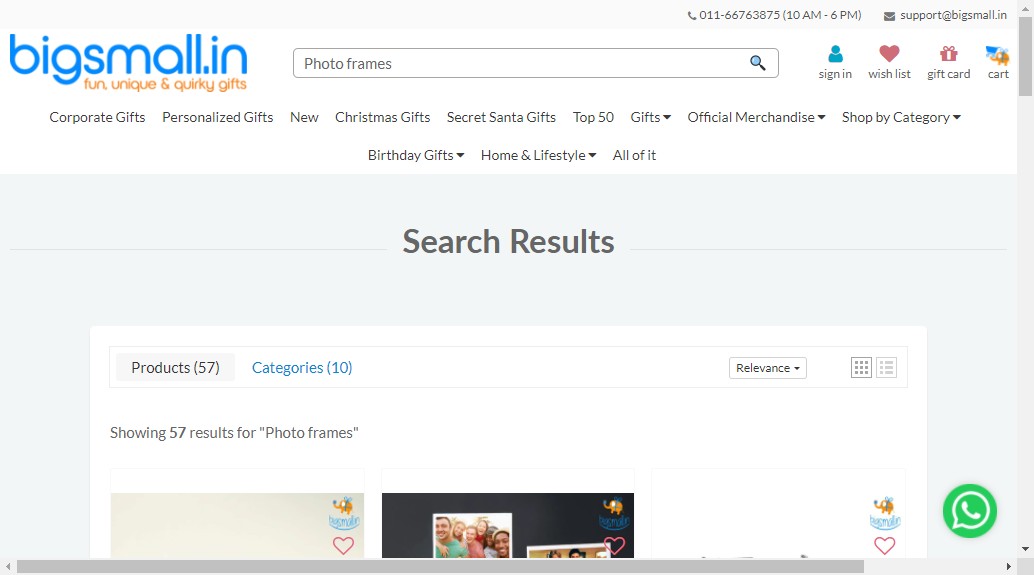 011-66763875 (10 AM - 6 PM) support@bigsmall.in
bigsmall.in
fun, unique & quirky gifts
Photo frames
sign in wish list gift card cart
Corporate Gifts Personalized Gifts New Christmas Gifts Secret Santa Gifts Top 50 Gifts Official Merchandise Shop by Category
Birthday Gifts Home & Lifestyle All of it
Search Results
Products (57) Categories (10) Relevance
Showing 57 results for "Photo frames"
bigsmall.in bigsmall.in bigsmall.in